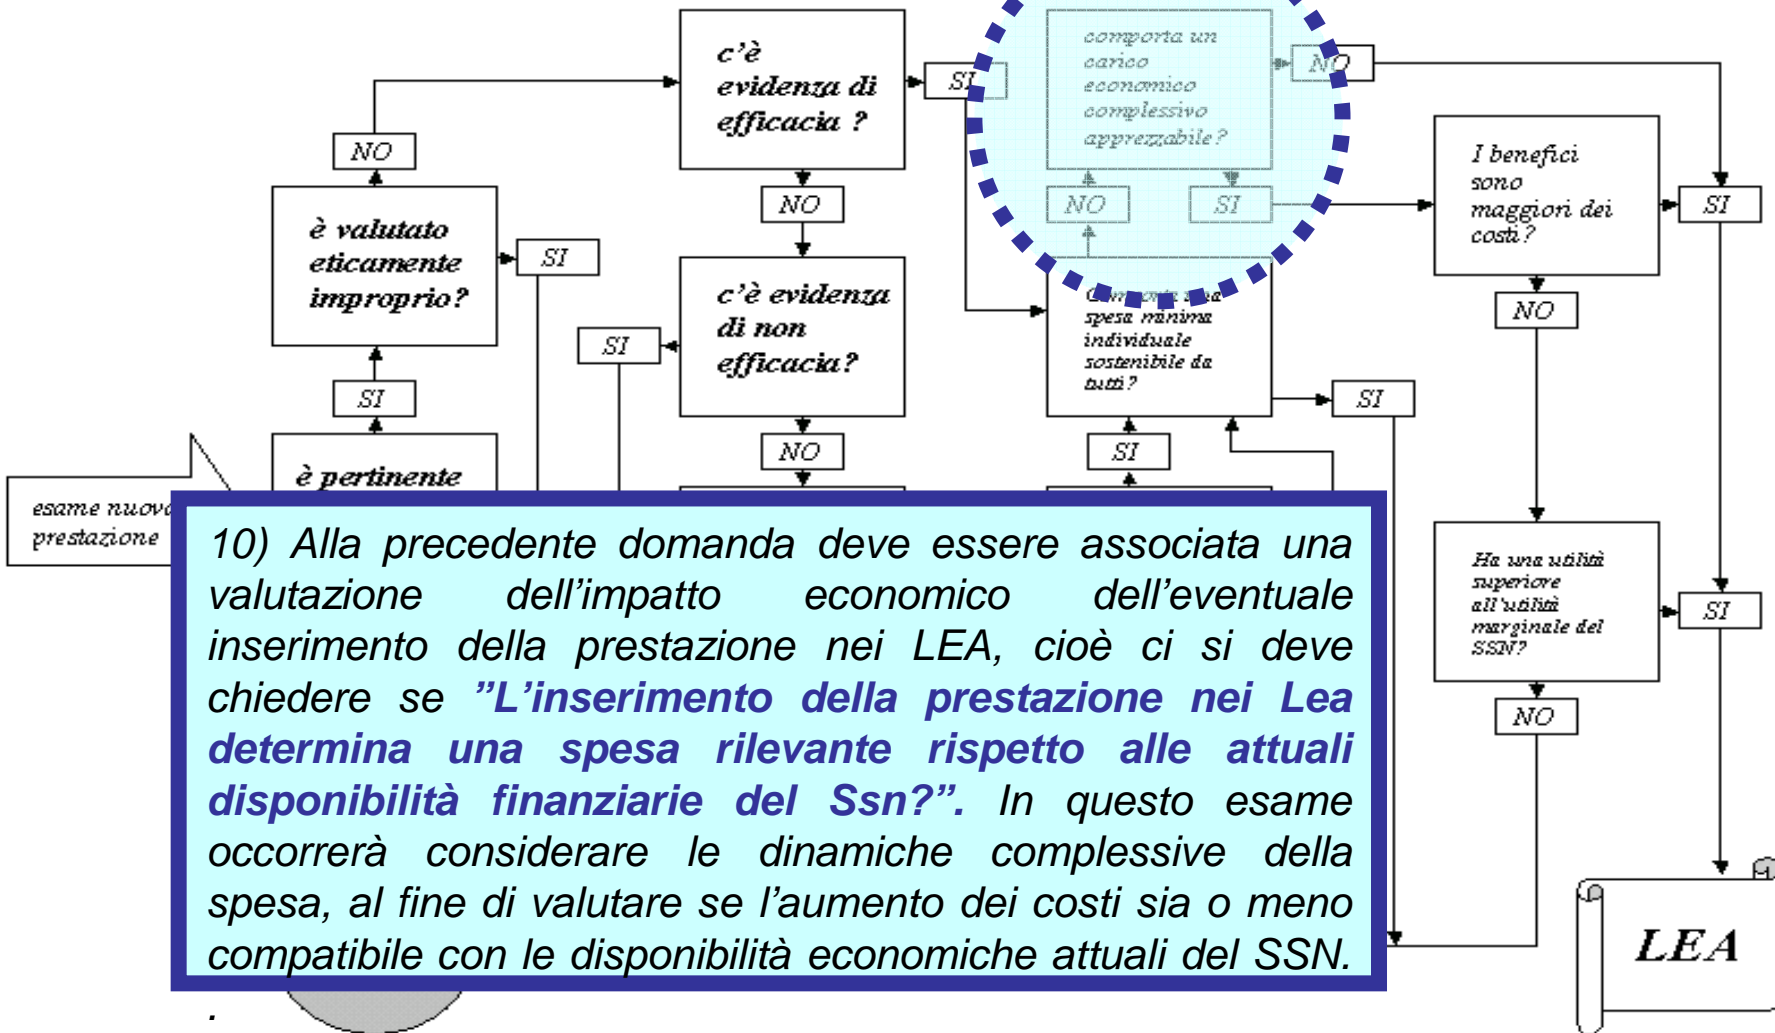 c'è
evidenza di
efficacia ?
SI
comporta un
carico
economico
complessivo
apprezzabile?
NO
NO
NO
I benefici
sono
maggiori dei
costi?
SI
è valutato
eticamente
improprio?
SI
NO
SI
NO
c'è evidenza
di non
efficacia?
SI
Comporta una
spesa minima
individuale
sostenibile da
tutti?
NO
SI
SI
NO
SI
è pertinente
esame nuova
prestazione
Ha una utilità
superiore
all'utilità
marginale del
SSN?
SI
NO
10) Alla precedente domanda deve essere associata una
valutazione dell'impatto economico dell'eventuale
inserimento della prestazione nei LEA, cioè ci si deve
chiedere se ”L'inserimento della prestazione nei Lea
determina una spesa rilevante rispetto alle attuali
disponibilità finanziarie del Ssn?”. In questo esame
occorrerà considerare le dinamiche complessive della
spesa, al fine di valutare se l'aumento dei costi sia o meno
compatibile con le disponibilità economiche attuali del SSN.
.
LEA